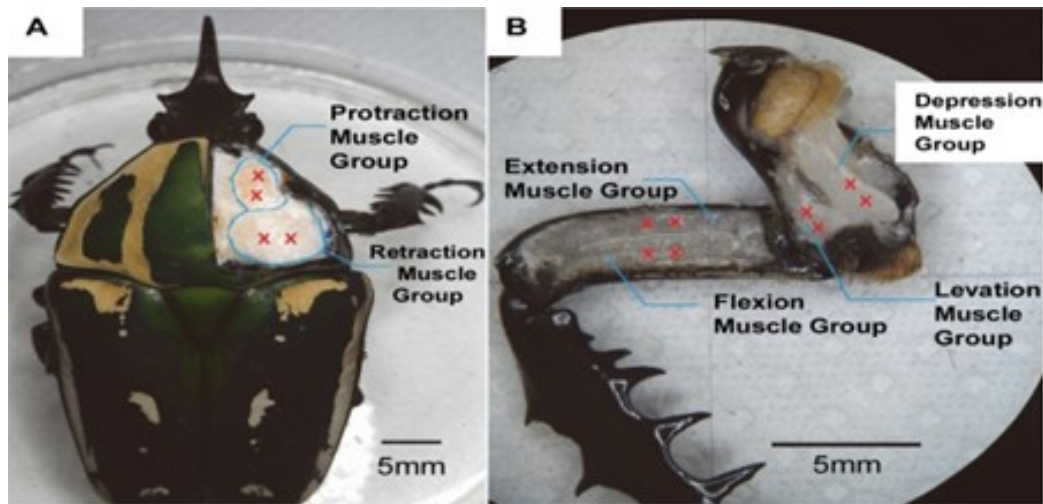 A
Protraction
Muscle
Group
Retraction
Muscle
Group
5mm
B
Depression
Muscle
Group
Extension
Muscle Group
Flexion
Muscle Group
Levation
Muscle
Group
5mm